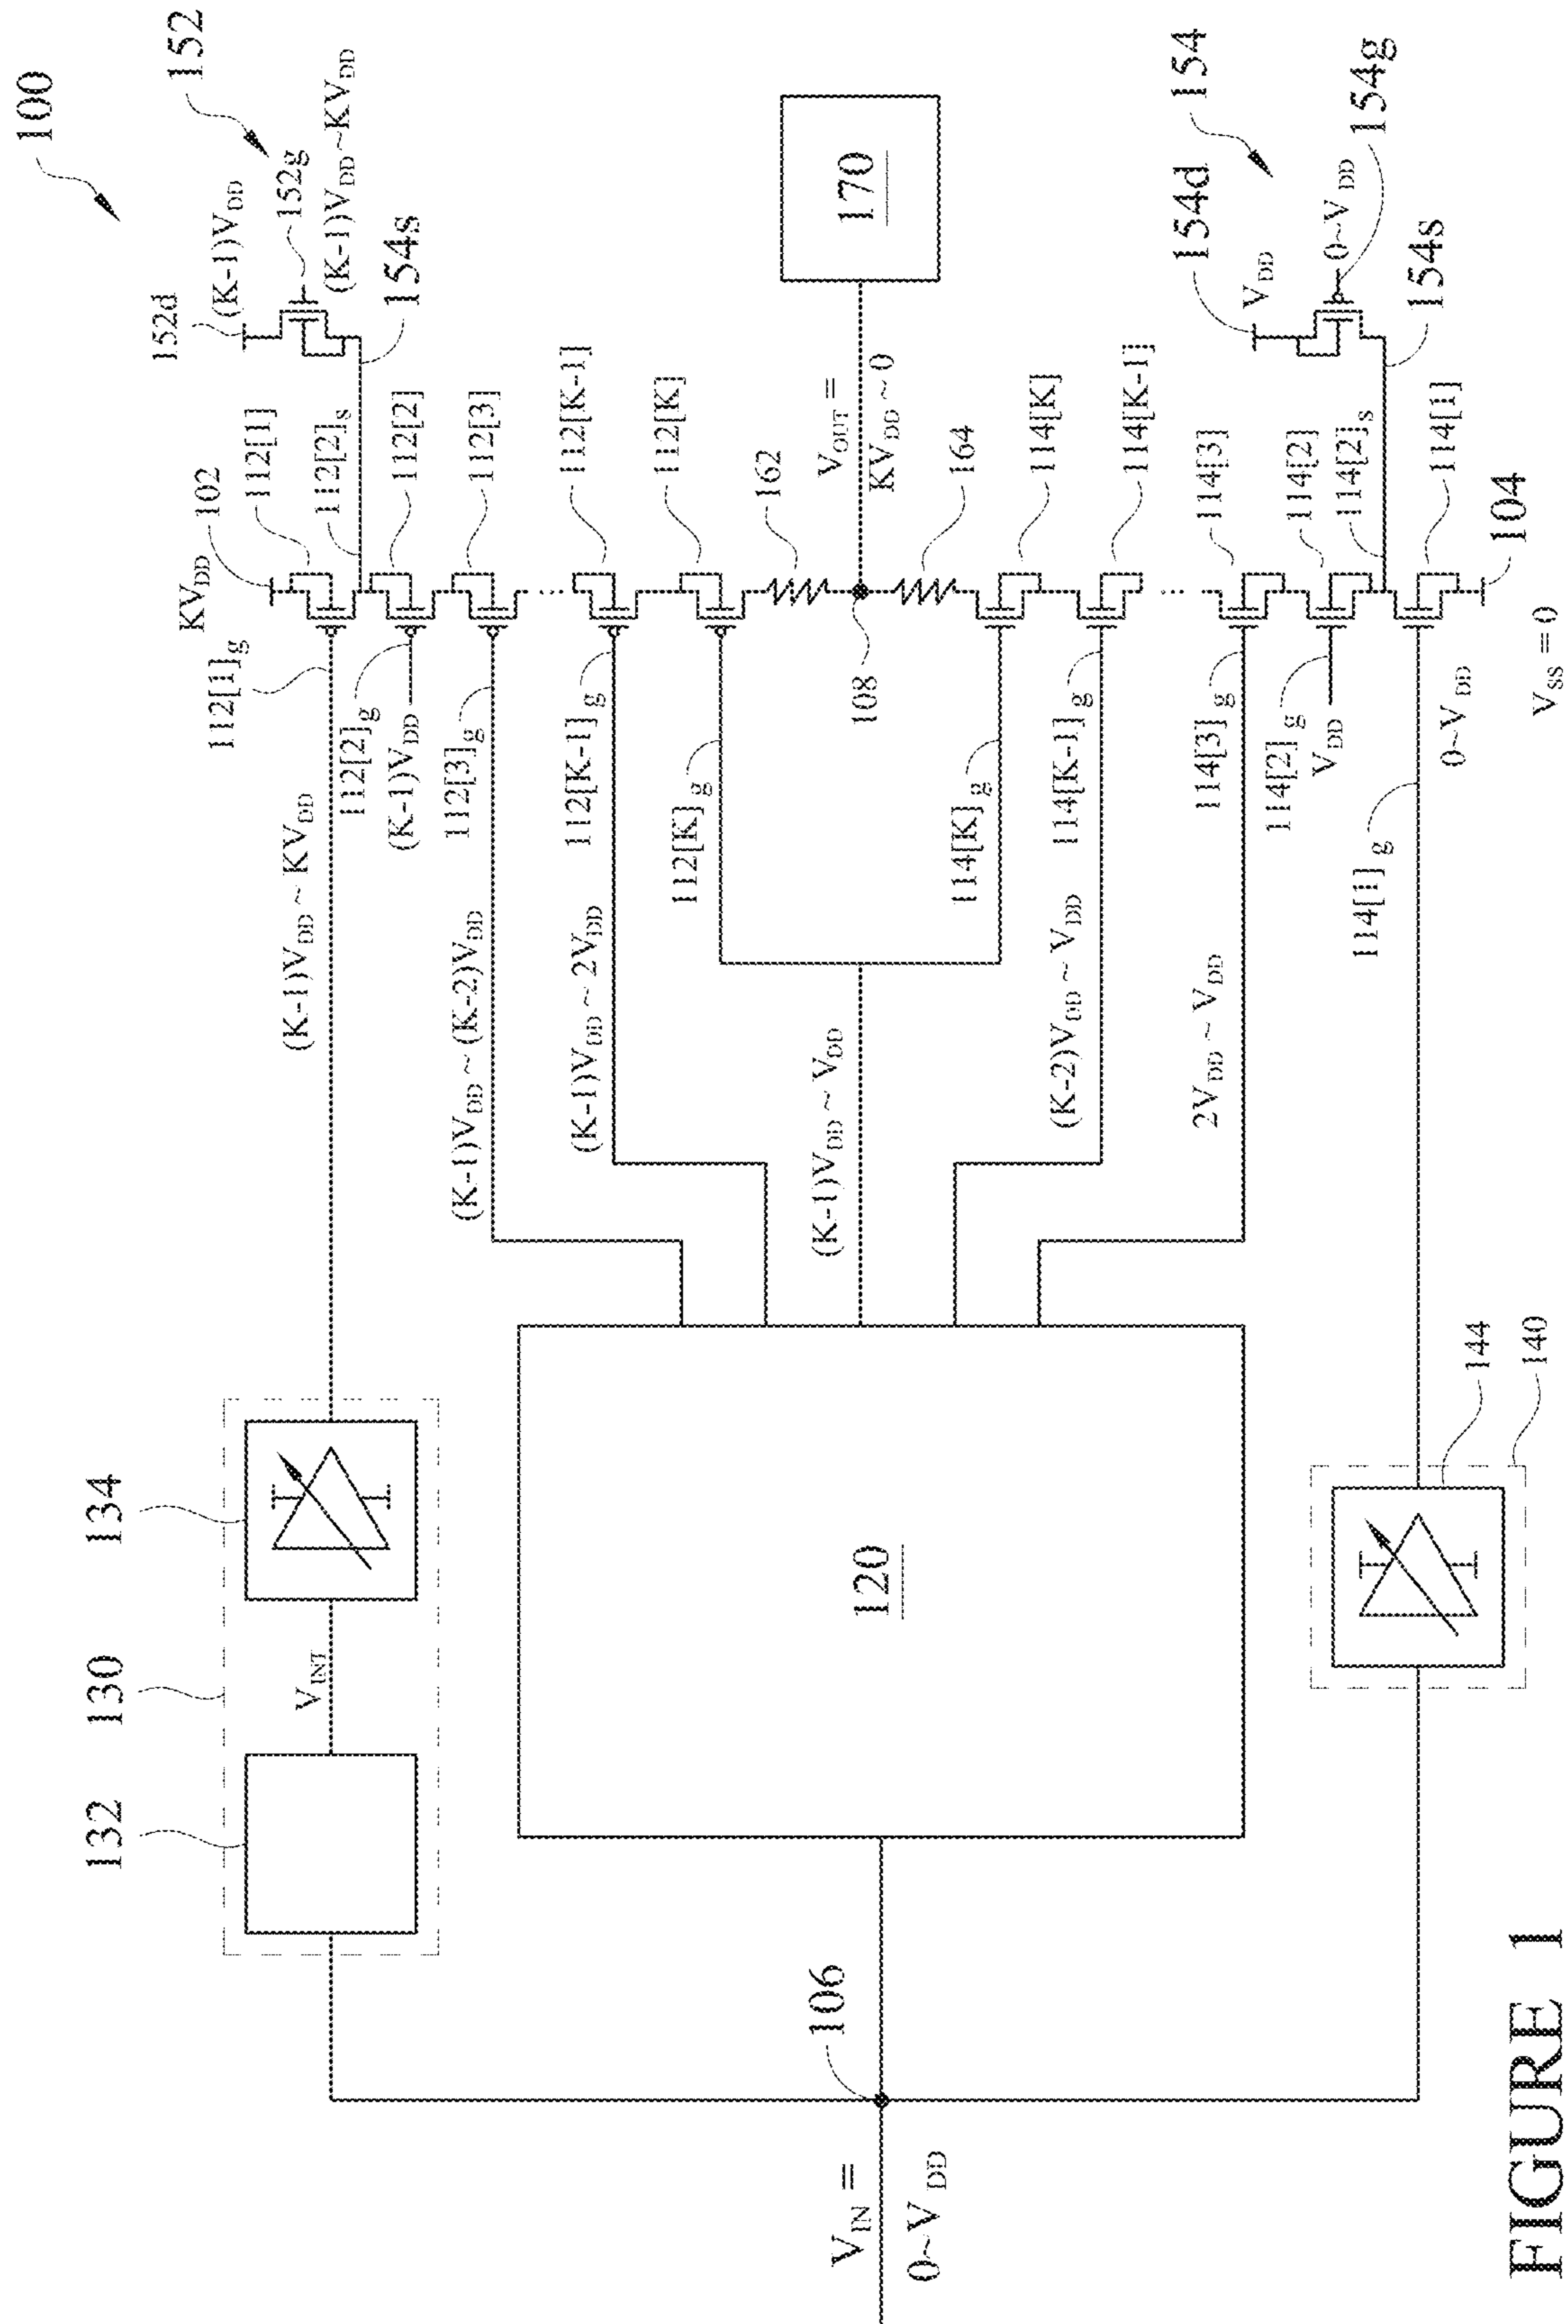 100
152
(K-1)V_DD
152d
152g
(K-1)V_DD~KV_DD
154s
KV_DD
102
112[1]
112[1]_g
112[2]_s
112[2]
112[2]_g
(K-1)V_DD
112[3]
112[3]_g
112[K-1]
112[K-1]_g
112[K]
112[K]_g
162
V_OUT =
KV_DD ~ 0
170
108
164
114[K]
114[K]_g
114[K-1]
114[K-1]_g
114[3]
114[3]_g
114[2]
114[2]_g
V_DD
114[2]_s
114[1]
114[1]_g
104
V_SS = 0
0~V_DD
154
154d
V_DD
0~V_DD
154g
154s
(K-1)V_DD ~ KV_DD
(K-1)V_DD ~ (K-2)V_DD
(K-1)V_DD ~ 2V_DD
(K-1)V_DD ~ V_DD
(K-2)V_DD ~ V_DD
2V_DD ~ V_DD
134
130
V_INT
132
120
144
140
106
V_IN =
0~V_DD
FIGURE 1